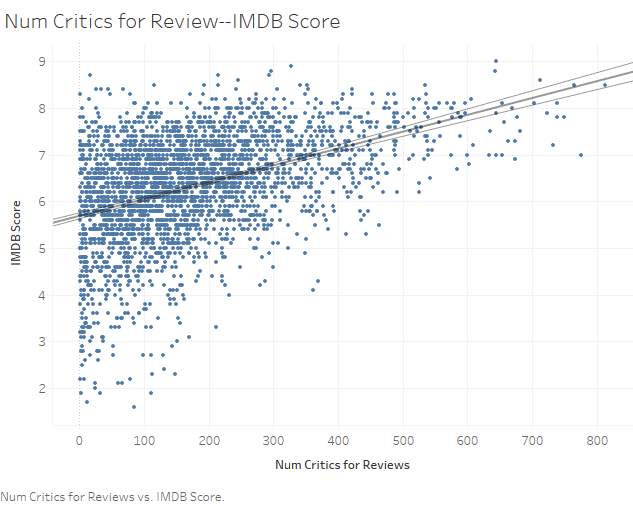 Num Critics for Review--IMDB Score
9
8
7
6
5
4
3
2
IMDB Score
0 100 200 300 400 500 600 700 800
Num Critics for Reviews
Num Critics for Reviews vs. IMDB Score.